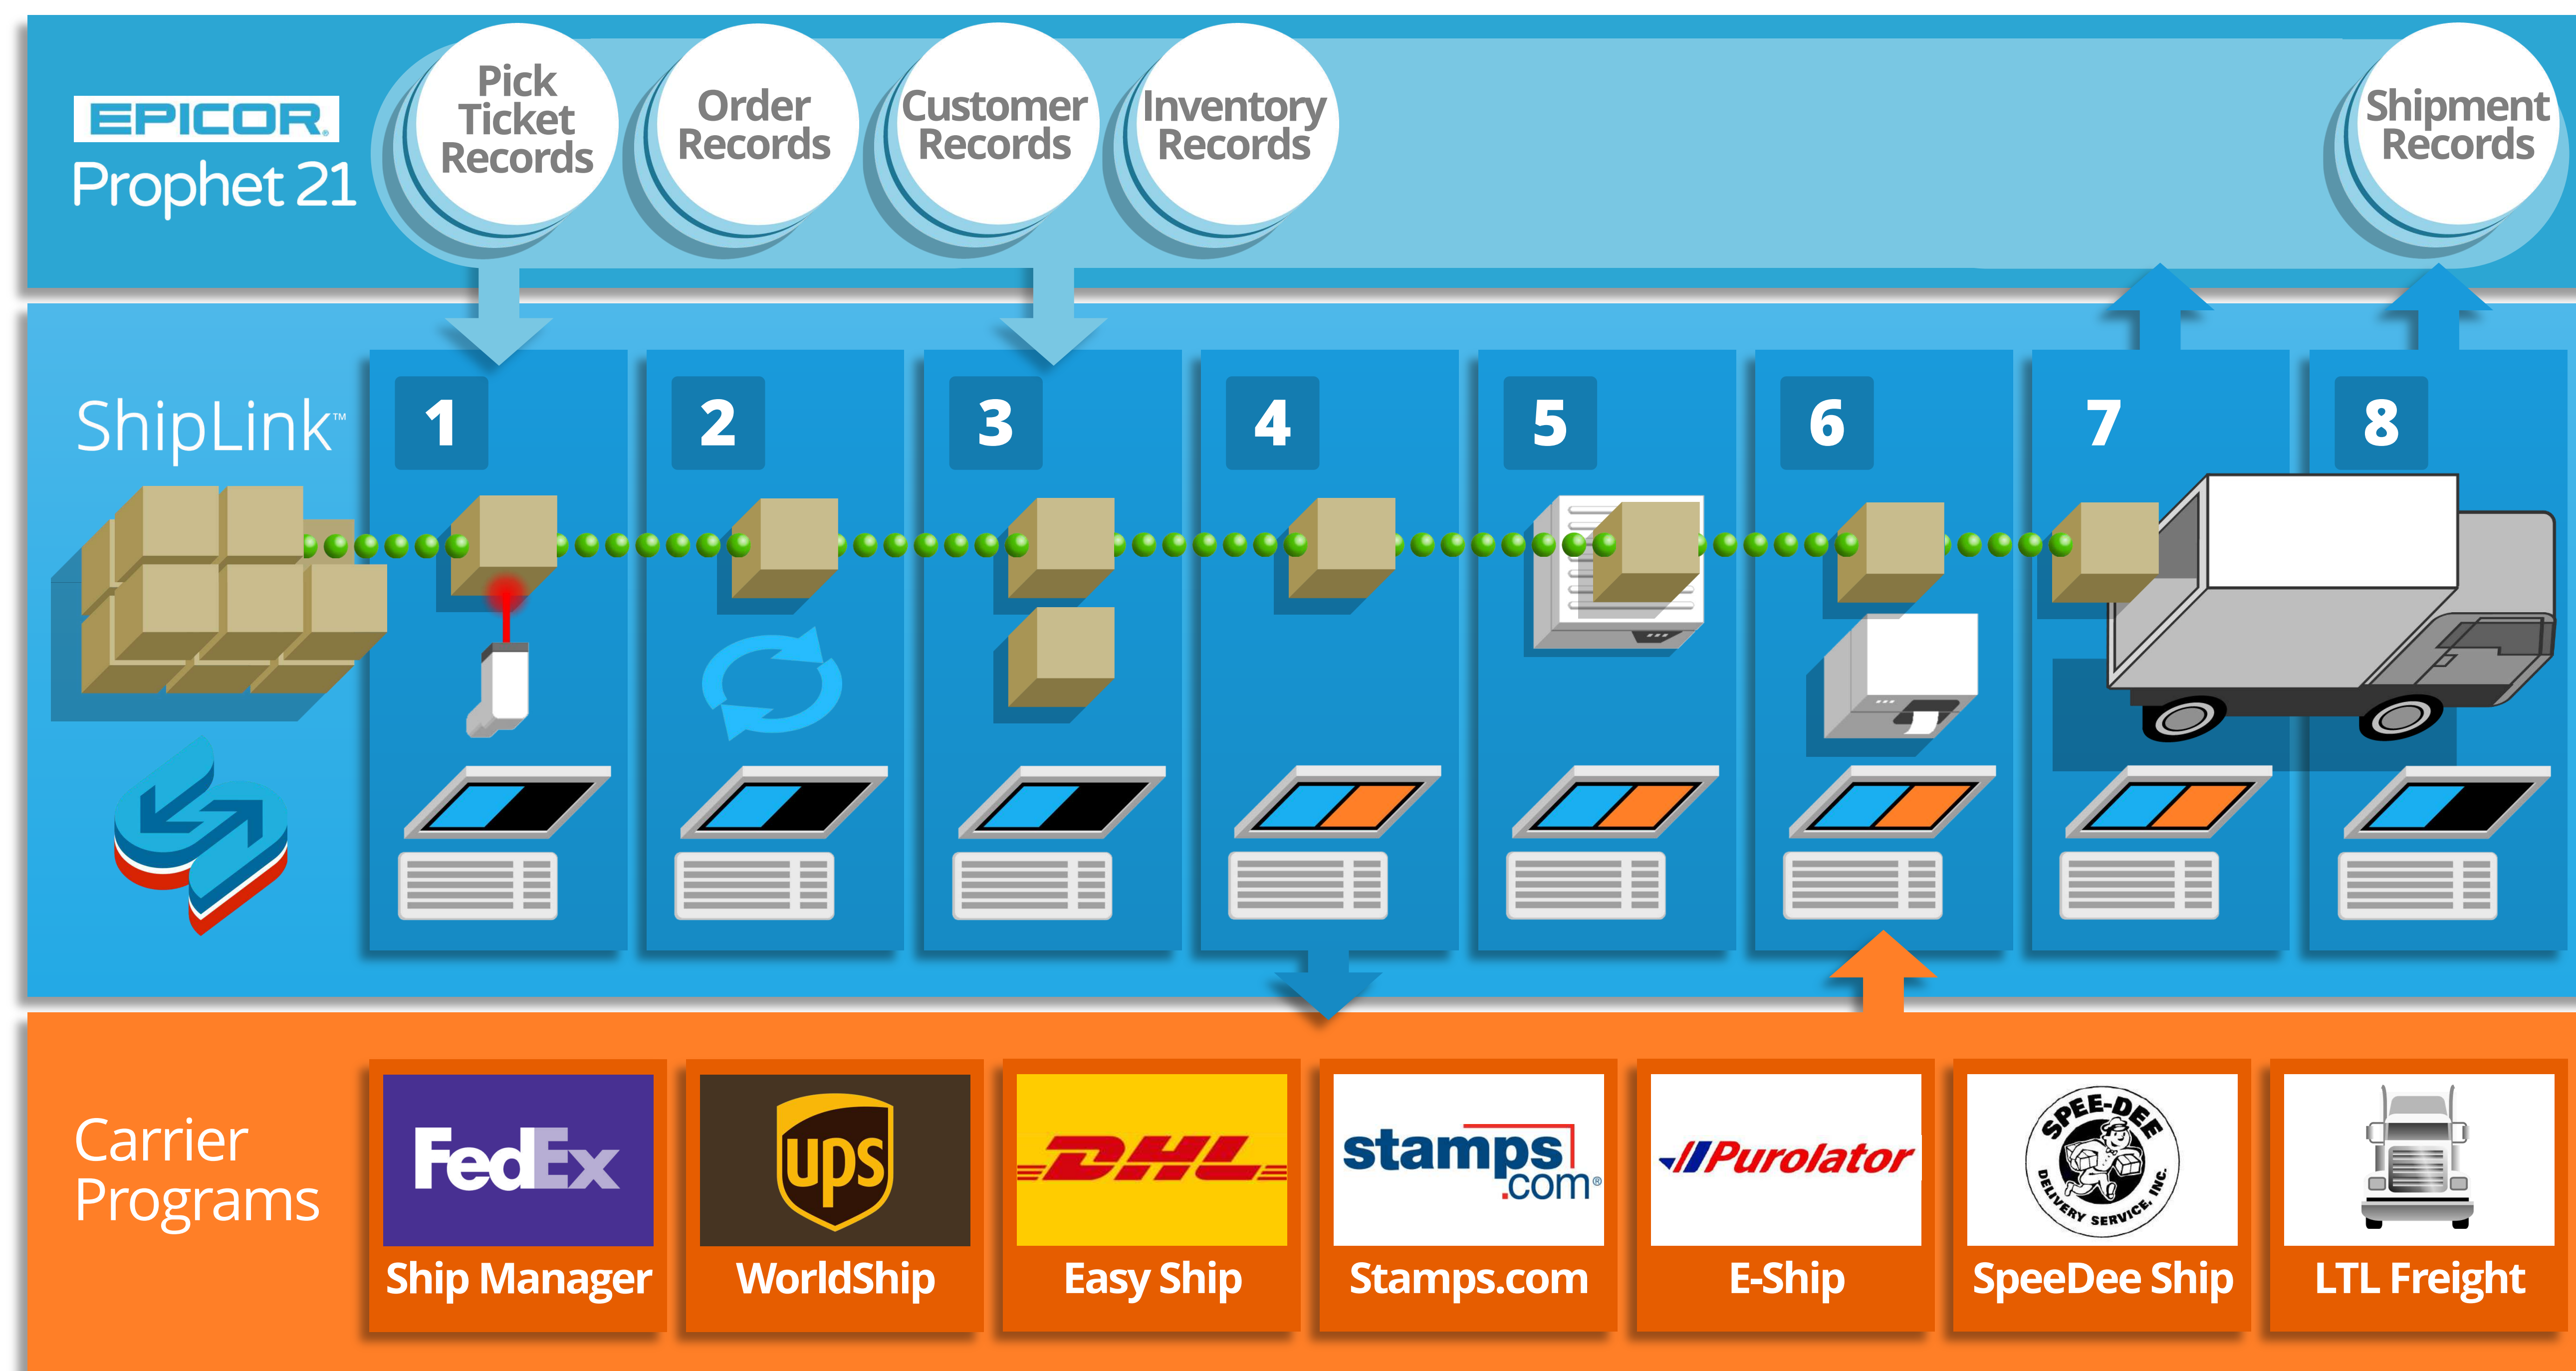 EPICOR®
Prophet 21
Pick
Ticket
Records
Order
Records
Customer
Records
Inventory
Records
Shipment
Records
ShipLink™
1
2
3
4
5
6
7
8
Carrier
Programs
FedEx
Ship Manager
ups
WorldShip
DHL
Easy Ship
stamps
.com®
Stamps.com
Purolator
E-Ship
SPEE-DEE
DELIVERY SERVICE, INC.
SpeeDee Ship
LTL Freight